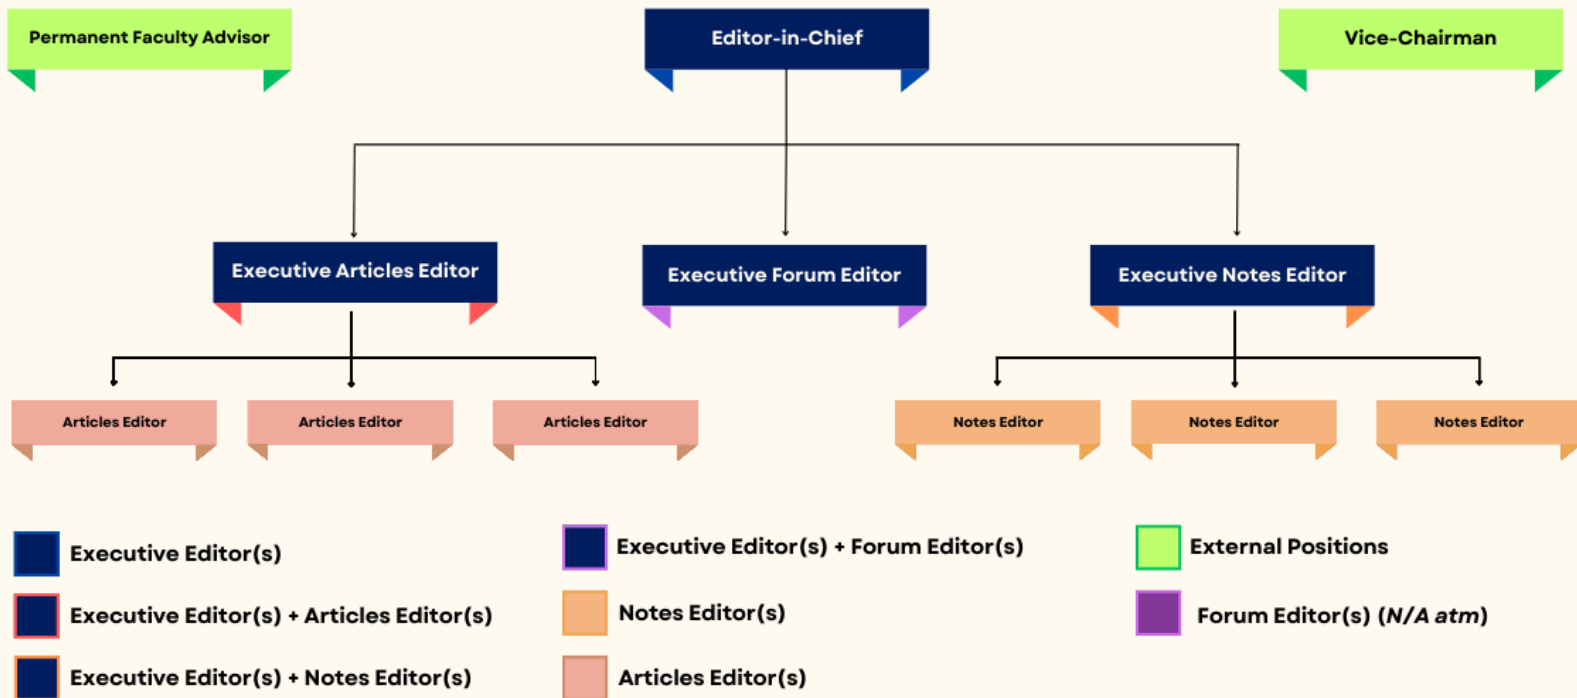 Permanent Faculty Advisor
Editor-in-Chief
Vice-Chairman
Executive Articles Editor
Executive Forum Editor
Executive Notes Editor
Articles Editor
Articles Editor
Articles Editor
Notes Editor
Notes Editor
Notes Editor
Executive Editor(s)
Executive Editor(s) + Articles Editor(s)
Executive Editor(s) + Notes Editor(s)
Executive Editor(s) + Forum Editor(s)
Notes Editor(s)
Articles Editor(s)
External Positions
Forum Editor(s) (N/A atm)